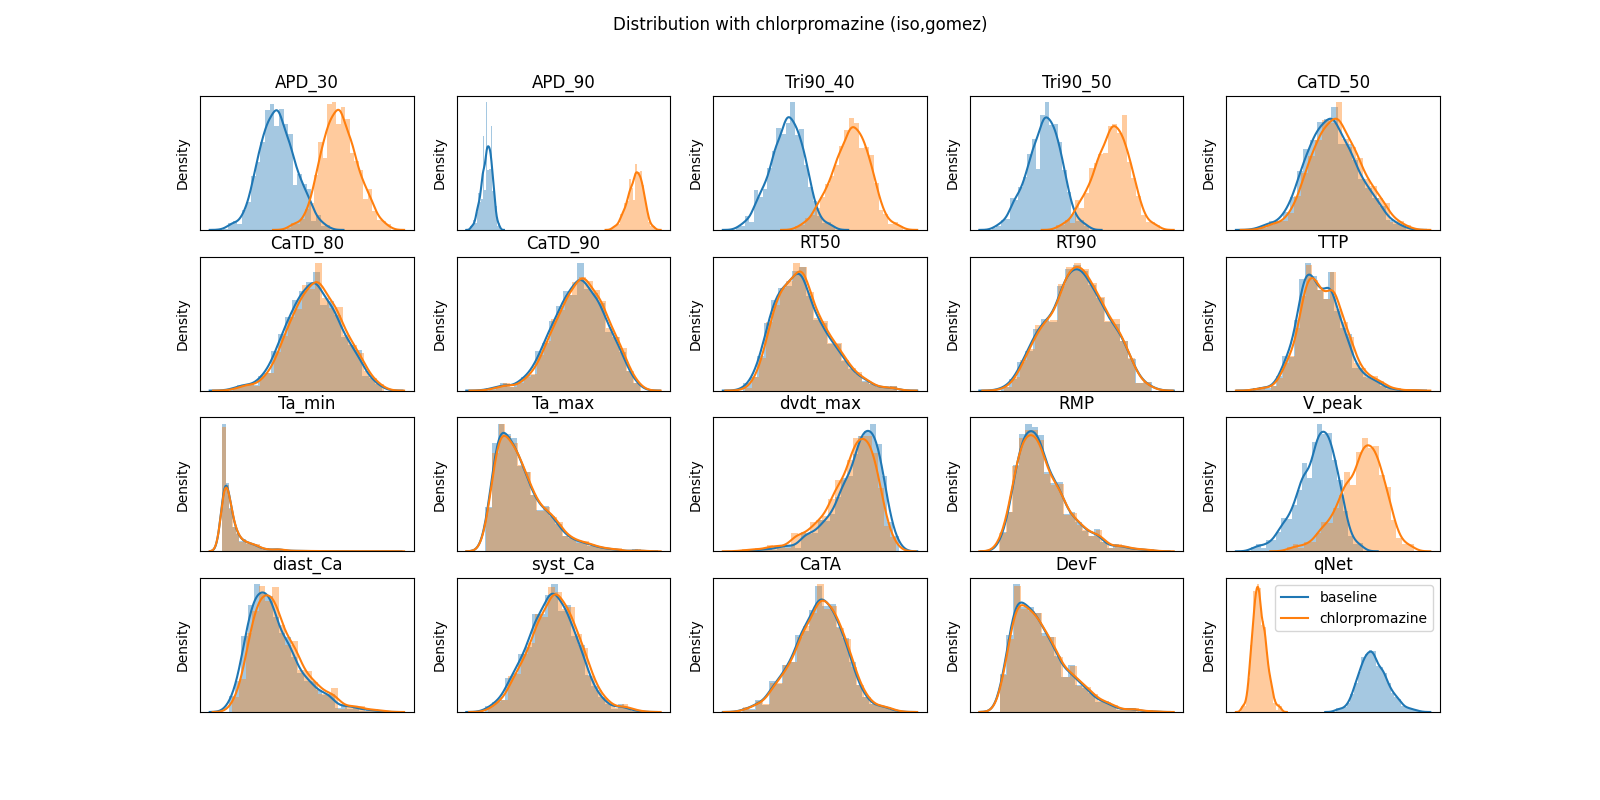 Distribution with chlorpromazine (iso,gomez)
APD_30
APD_90
Tri90_40
Tri90_50
CaTD_50
Density
Density
Density
Density
Density
CaTD_80
CaTD_90
RT50
RT90
TTP
Density
Density
Density
Density
Density
Ta_min
Ta_max
dvdt_max
RMP
V_peak
Density
Density
Density
Density
Density
diast_Ca
syst_Ca
CaTA
DevF
qNet
Density
Density
Density
Density
Density
baseline
chlorpromazine